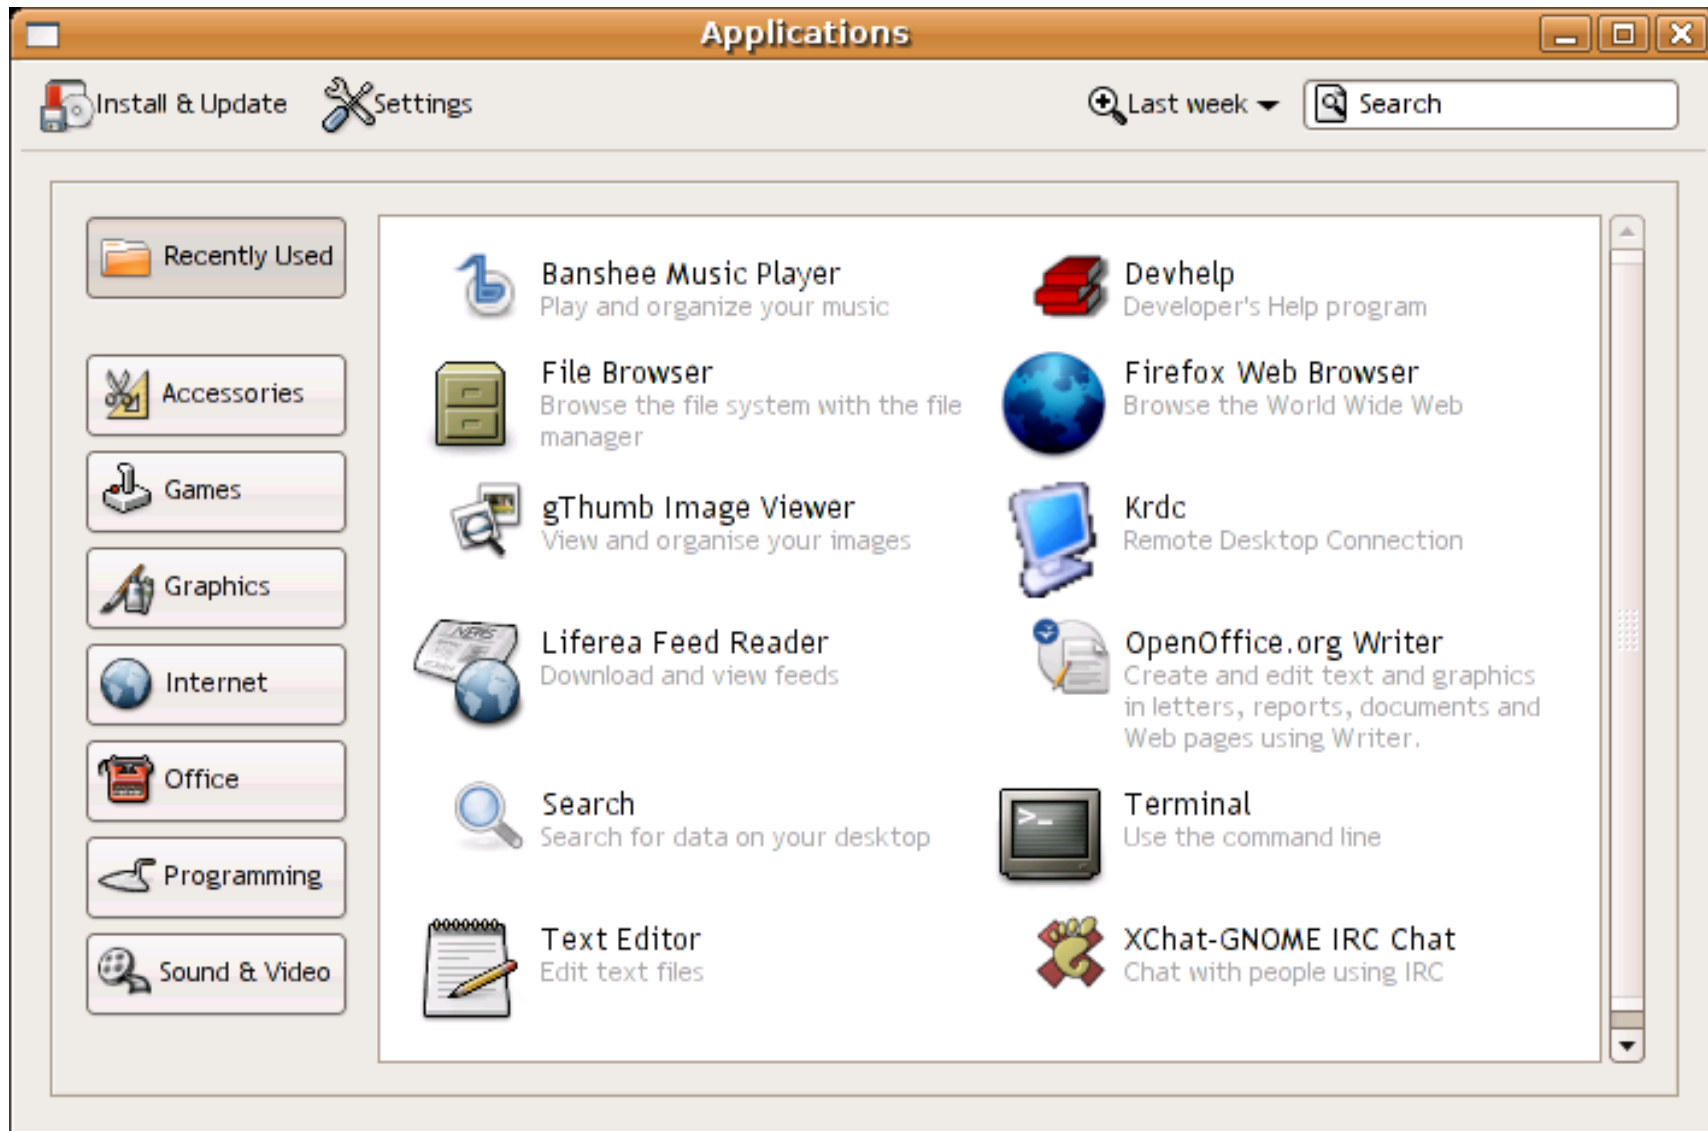 Applications
Install & Update
Settings
Last week
Search
Recently Used
Accessories
Games
Graphics
Internet
Office
Programming
Sound & Video
Banshee Music Player
Play and organize your music
Devhelp
Developer's Help program
File Browser
Browse the file system with the file
manager
Firefox Web Browser
Browse the World Wide Web
gThumb Image Viewer
View and organise your images
Krdc
Remote Desktop Connection
NEWS
Liferea Feed Reader
Download and view feeds
OpenOffice.org Writer
Create and edit text and graphics
in letters, reports, documents and
Web pages using Writer.
Search
Search for data on your desktop
>_
Terminal
Use the command line
Text Editor
Edit text files
XChat-GNOME IRC Chat
Chat with people using IRC